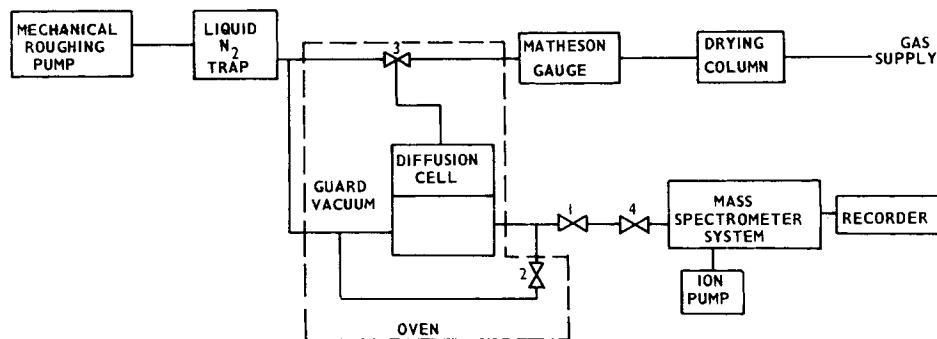 MECHANICAL
ROUGHING
PUMP
LIQUID
N2
TRAP
3
MATHESON
GAUGE
DRYING
COLUMN
GAS
SUPPLY
GUARD
VACUUM
DIFFUSION
CELL
1
4
2
MASS
SPECTROMETER
SYSTEM
RECORDER
ION
PUMP
OVEN